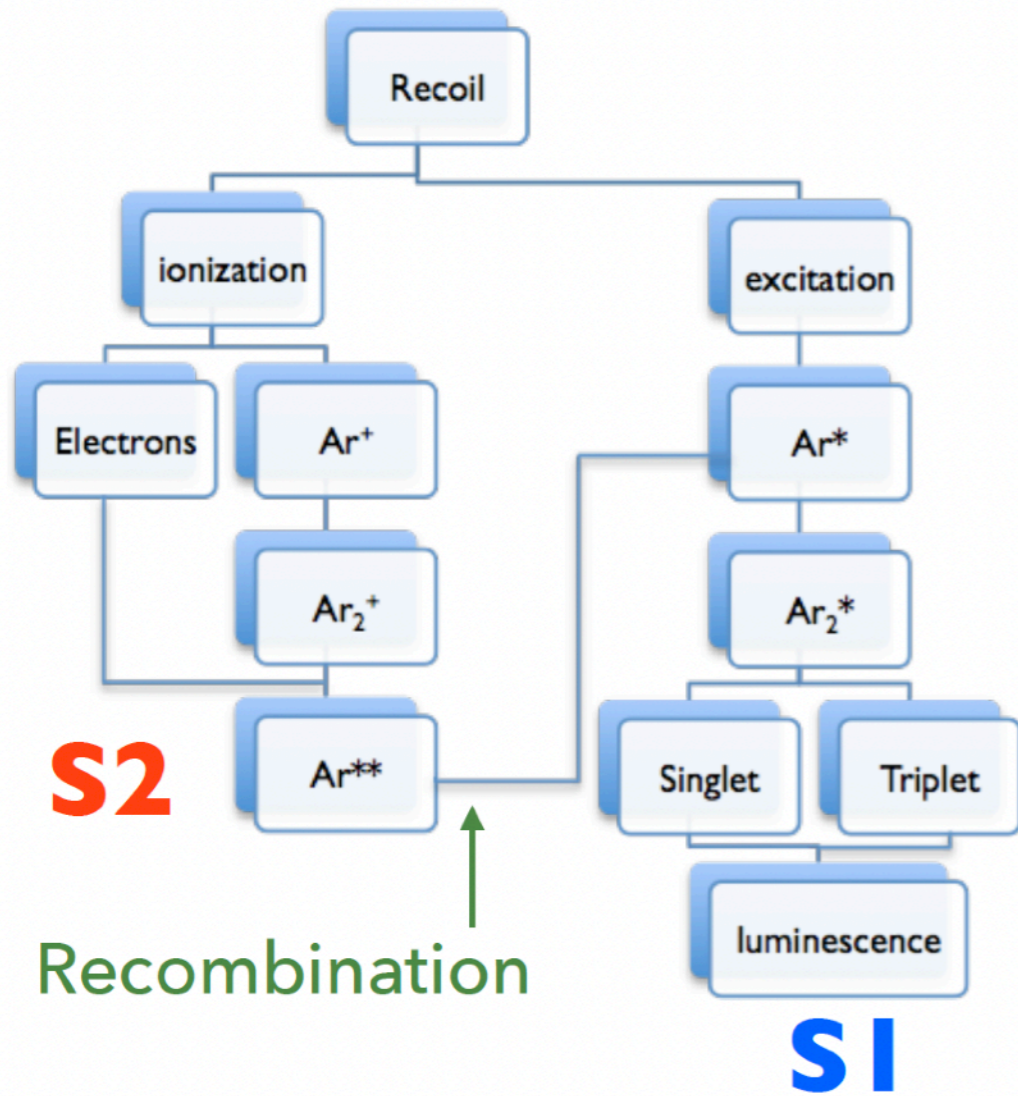 Recoil
ionization
excitation
Electrons
Ar⁺
Ar*
Ar₂⁺
Ar₂*
Ar**
Singlet
Triplet
S2
luminescence
Recombination
S1